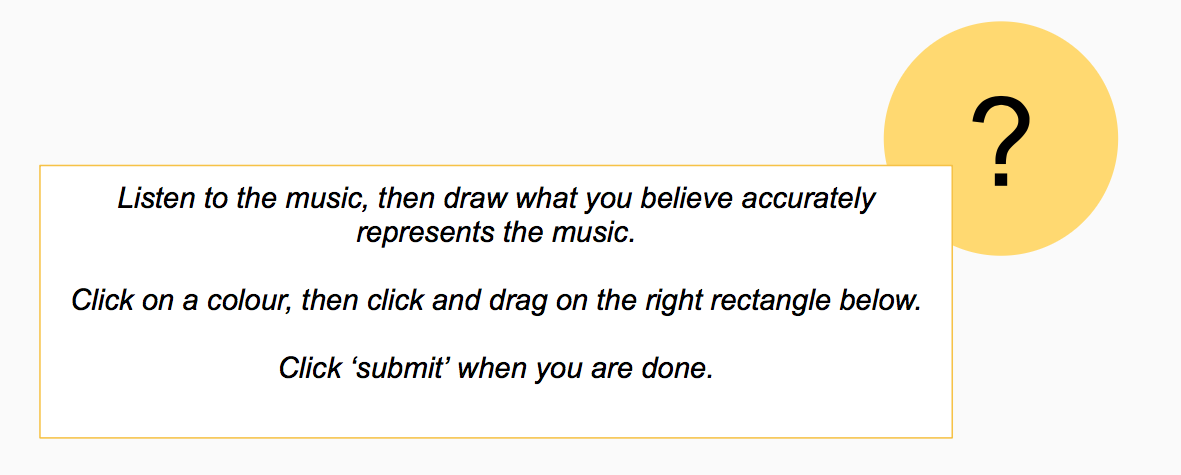 ?
Listen to the music, then draw what you believe accurately
represents the music.
Click on a colour, then click and drag on the right rectangle below.
Click ‘submit’ when you are done.